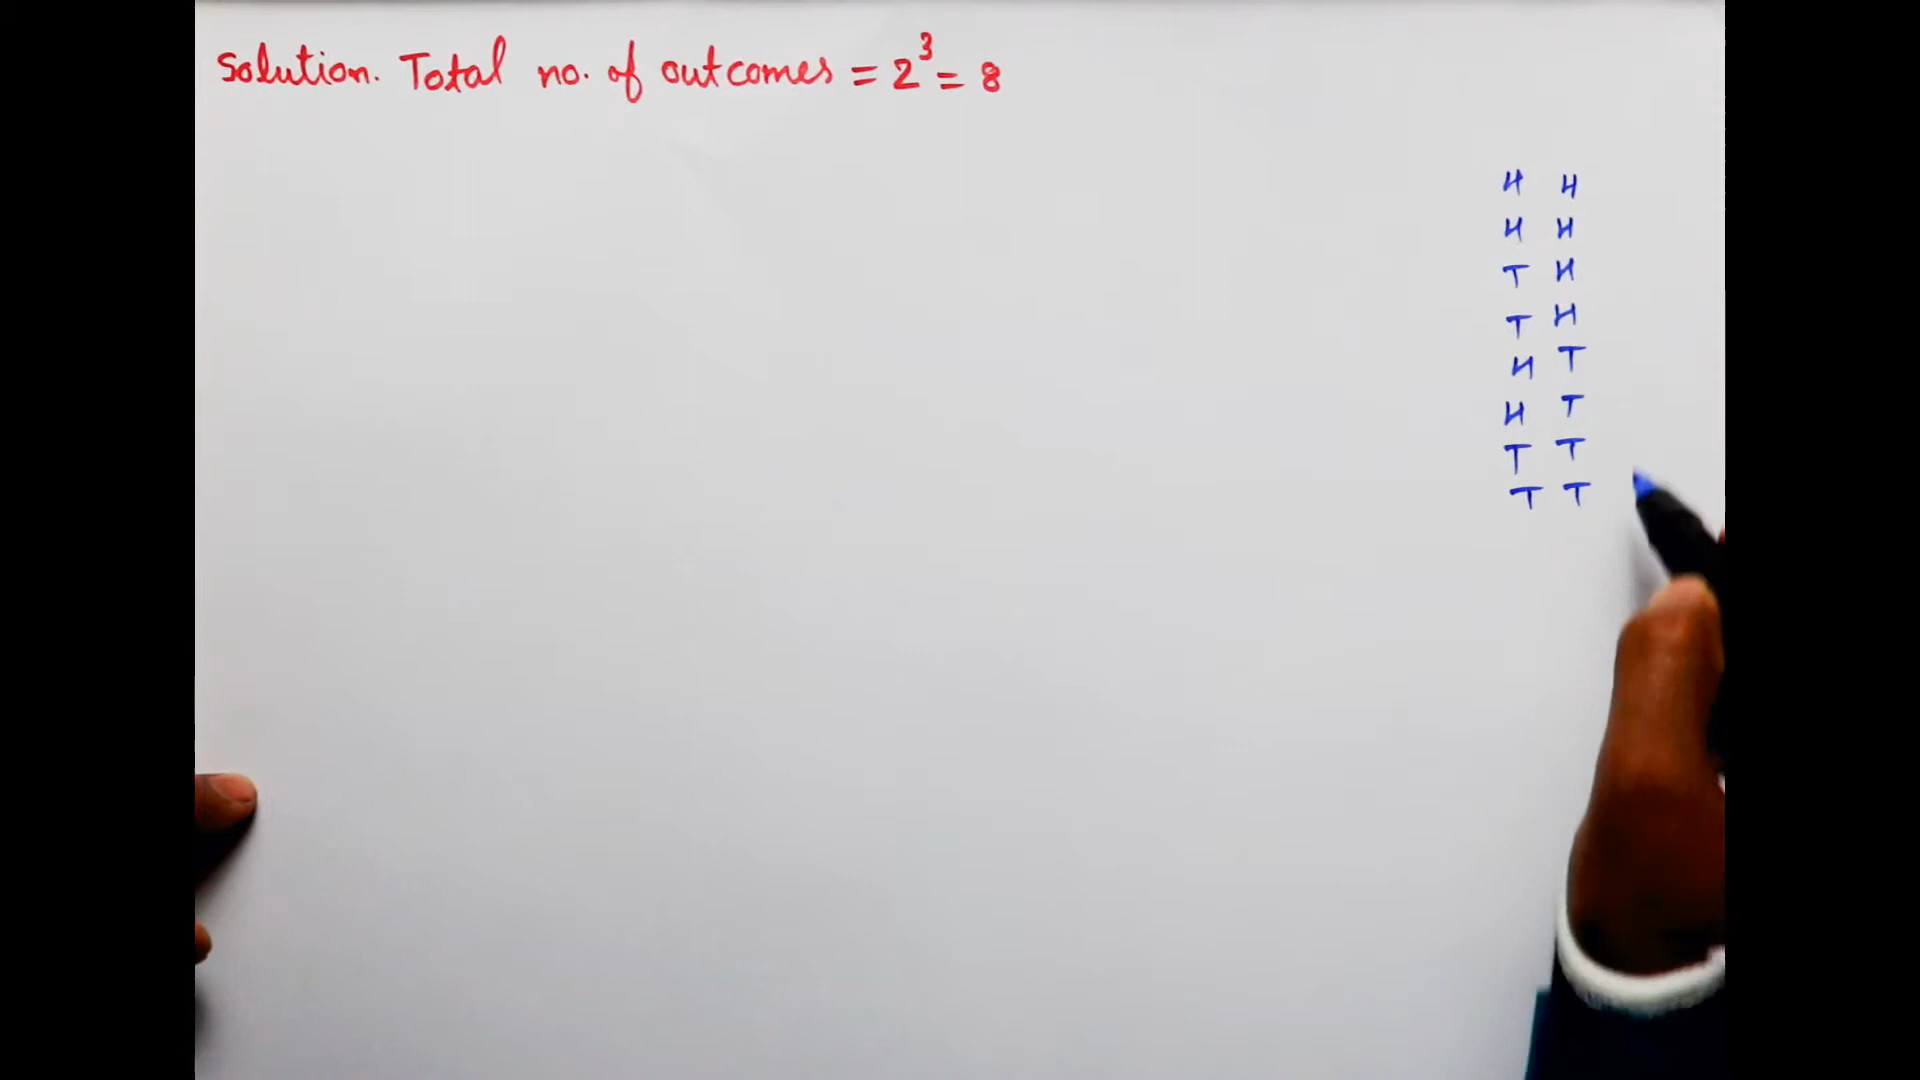 Solution. Total no. of outcomes = 2³ = 8
H H
H H
T H
T H
H T
H T
T T
T T